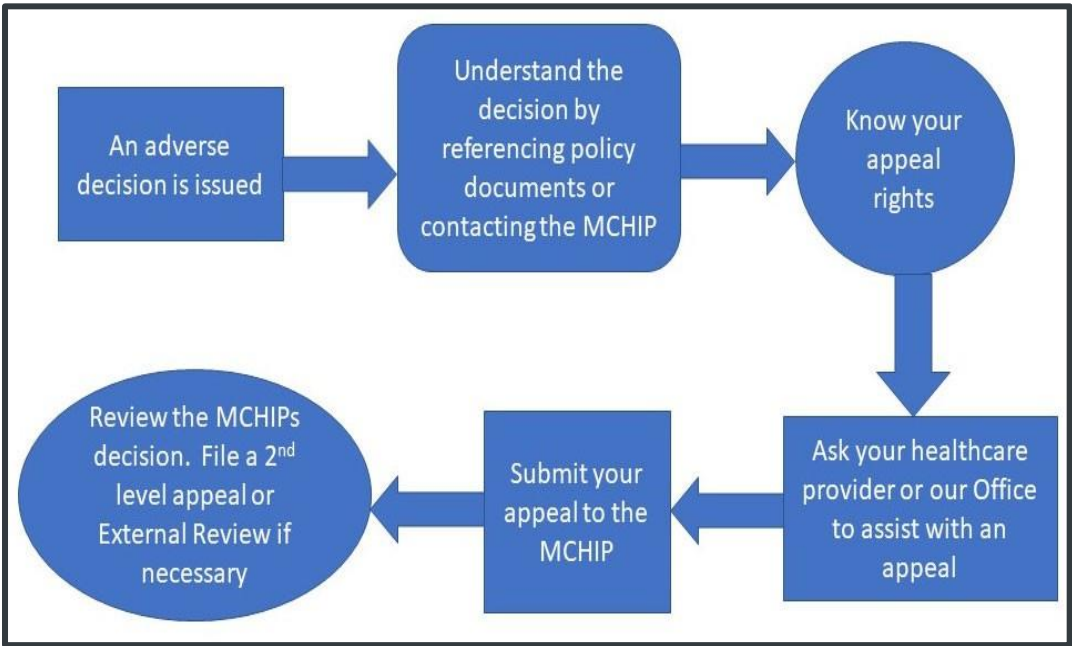 An adverse
decision is issued
Understand the
decision by
referencing policy
documents or
contacting the MCHIP
Know your
appeal
rights
Ask your healthcare
provider or our Office
to assist with an
appeal
Submit your
appeal to the
MCHIP
Review the MCHIPs
decision. File a 2nd
level appeal or
External Review if
necessary